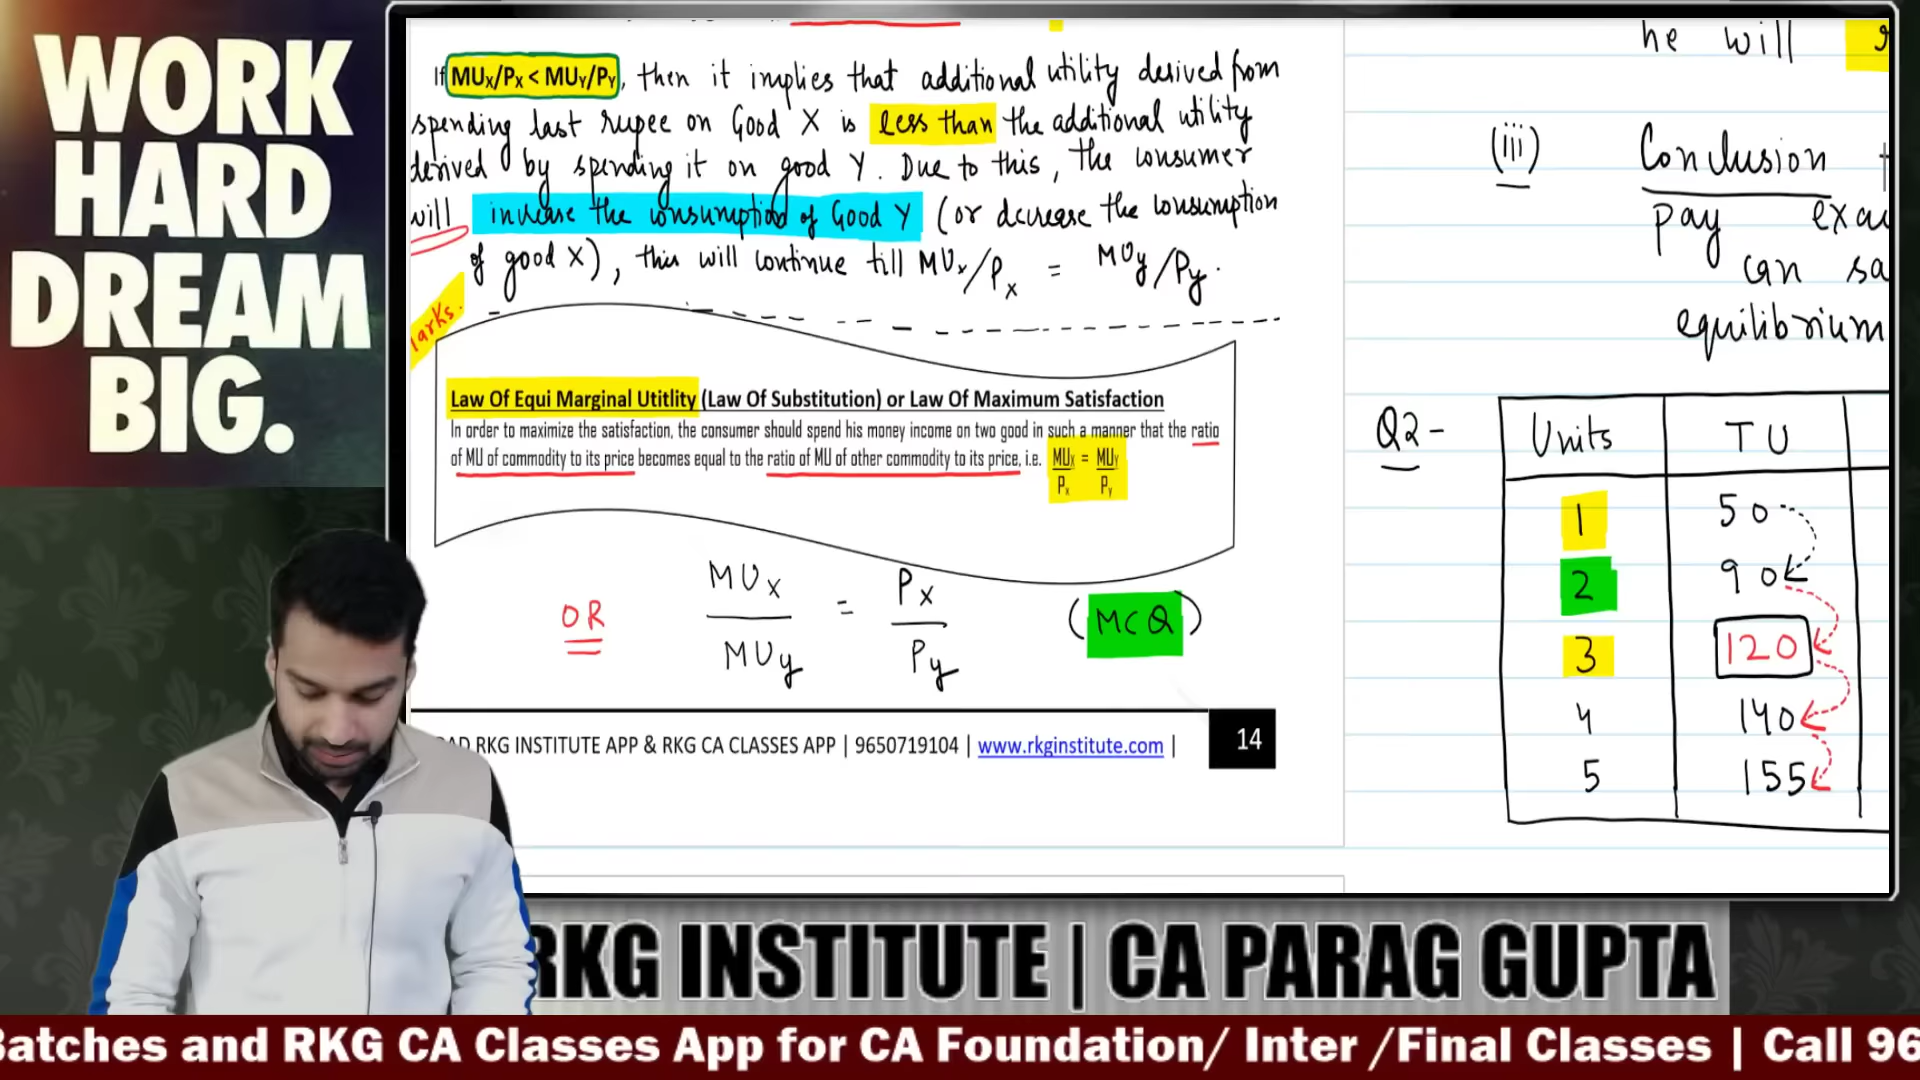 WORK
HARD
DREAM
BIG.
If MUX/PX < MUY/PY, then it implies that additional utility derived from
spending last rupee on Good X is less than the additional utility
derived by spending it on good Y. Due to this, the consumer
will increase the consumption of Good Y (or decrease the consumption
of good X), this will continue till MUx/Px = MUy/Py.
arks.
Law Of Equi Marginal Utitlity (Law Of Substitution) or Law Of Maximum Satisfaction
In order to maximize the satisfaction, the consumer should spend his money income on two good in such a manner that the ratio
of MU of commodity to its price becomes equal to the ratio of MU of other commodity to its price, i.e. MUX/Px = MUY/Py
OR MUx/MUy = Px/Py (MCQ)
RKG INSTITUTE APP & RKG CA CLASSES APP | 9650719104 | www.rkginstitute.com | 14
he will
(iii) Conclusion
pay exac
can sa
equilibrium
Q2-
Units TU
1 50
2 90
3 120
4 140
5 155
RKG INSTITUTE | CA PARAG GUPTA
Batches and RKG CA Classes App for CA Foundation/ Inter /Final Classes | Call 96